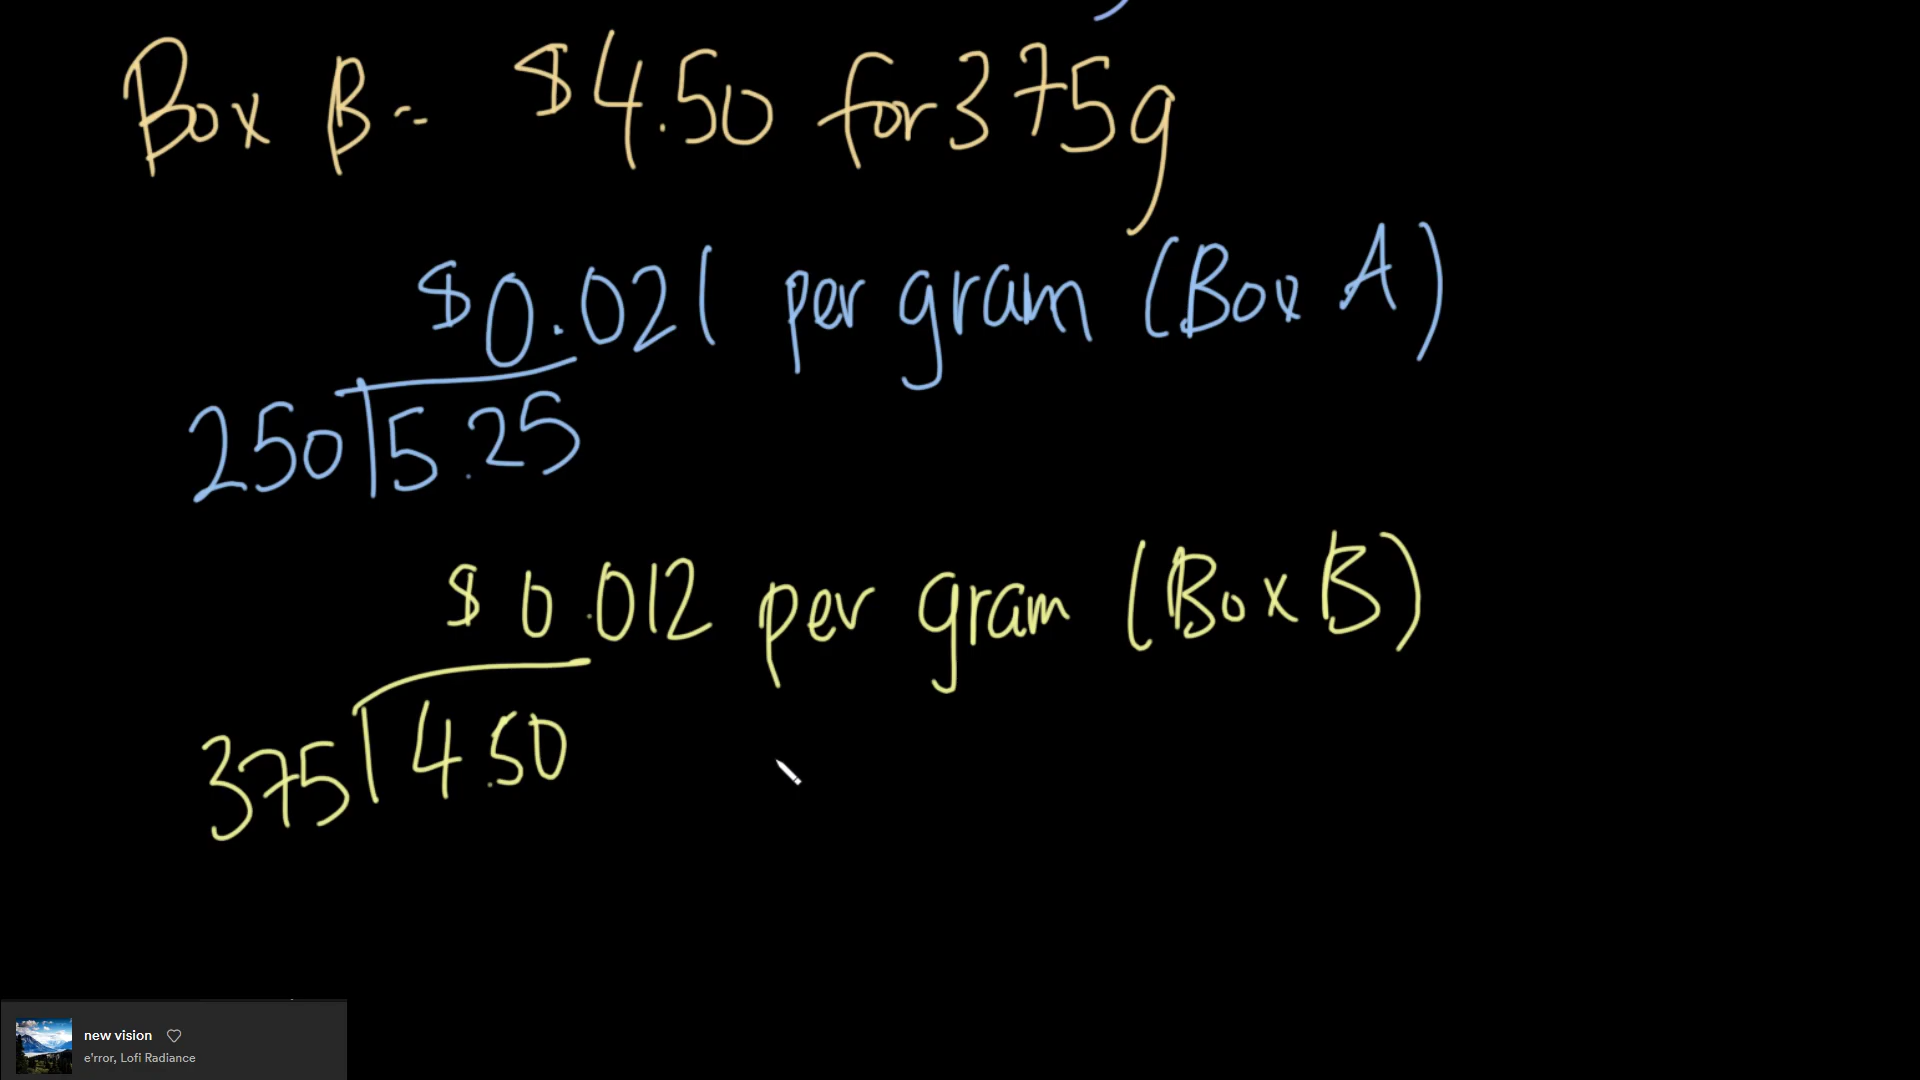 Box B - $4.50 for 375g
$0.021 per gram (Box A)
250 5.25
$0.012 per gram (Box B)
375 4.50
new vision
e'rror, Lofi Radiance